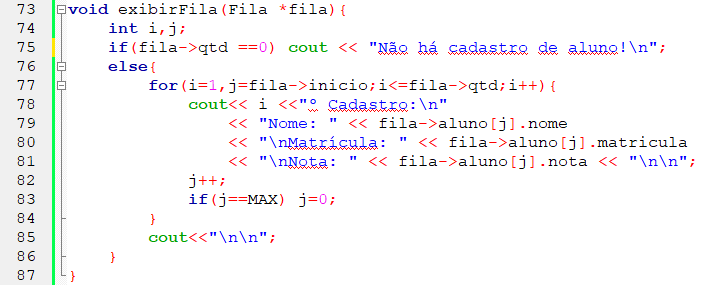 73 void exibirFila(Fila *fila){
74 int i,j;
75 if(fila->qtd ==0) cout << "Não há cadastro de aluno!\n";
76 else{
77 for(i=1,j=fila->inicio;i<=fila->qtd;i++){
78 cout<< i <<"° Cadastro:\n"
79 << "Nome: " << fila->aluno[j].nome
80 << "\nMatrícula: " << fila->aluno[j].matricula
81 << "\nNota: " << fila->aluno[j].nota << "\n\n";
82 j++;
83 if(j==MAX) j=0;
84 }
85 cout<<"\n\n";
86 }
87 }